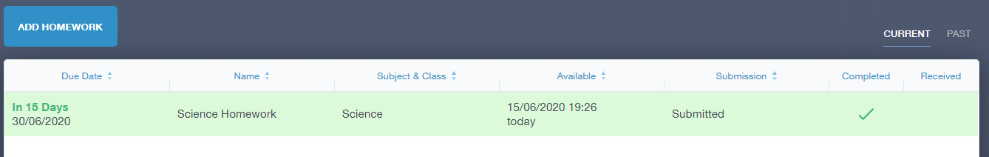 ADD HOMEWORK
CURRENT PAST
Due Date Name Subject & Class Available Submission Completed Received
In 15 Days
30/06/2020
Science Homework
Science
15/06/2020 19:26
today
Submitted